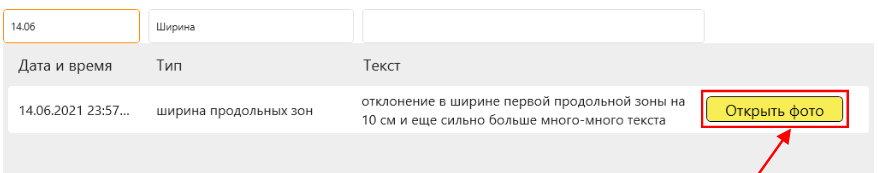 14.06 Ширина
Дата и время Тип Текст
14.06.2021 23:57... ширина продольных зон отклонение в ширине первой продольной зоны на
10 см и еще сильно больше много-много текста
Открыть фото